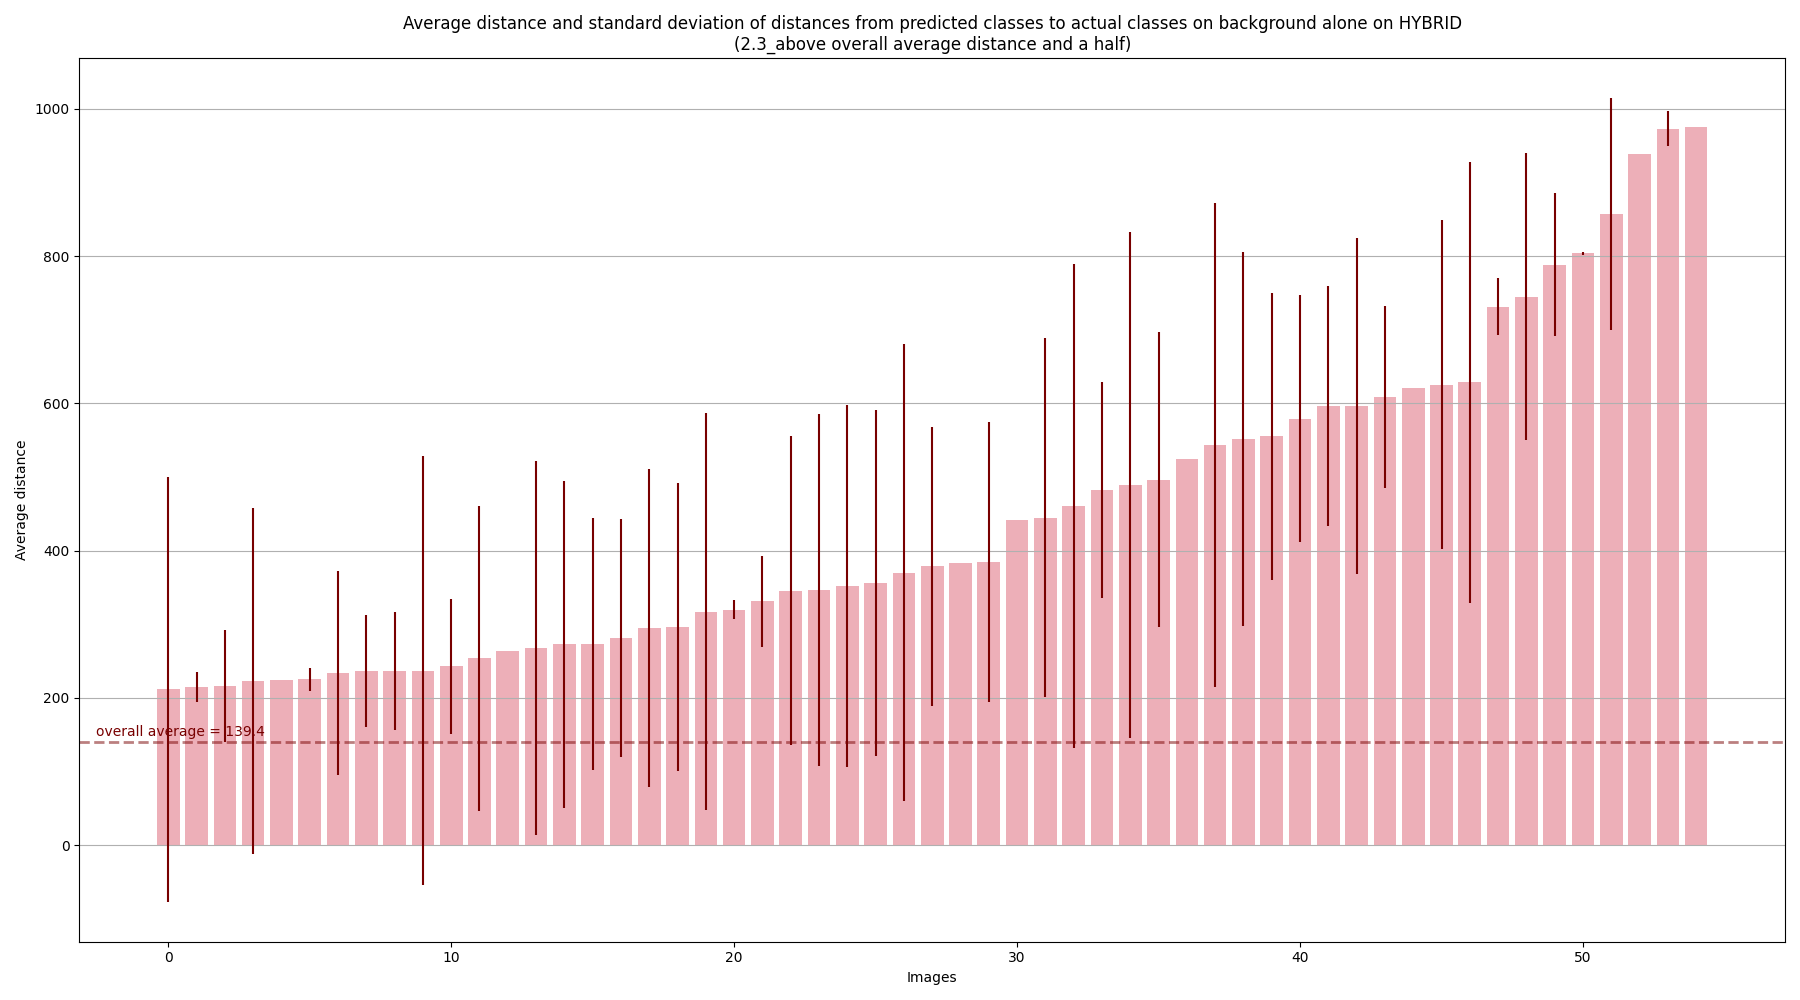 Average distance and standard deviation of distances from predicted classes to actual classes on background alone on HYBRID
(2.3_above overall average distance and a half)
1000
800
600
400
200
0
Average distance
overall average = 139.4
0 10 20 30 40 50
Images